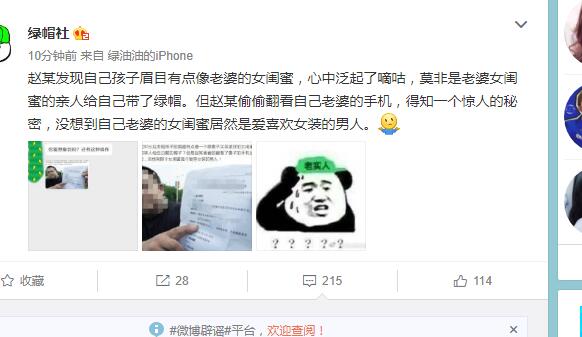 绿帽社
10分钟前 来自 绿油油的iPhone
赵某发现自己孩子眉目有点像老婆的女闺蜜，心中泛起了嘀咕，莫非是老婆女闺
蜜的亲人给自己带了绿帽。但赵某偷偷翻看自己老婆的手机，得知一个惊人的秘
密，没想到自己老婆的女闺蜜居然是爱喜欢女装的男人。
老实人
? ? ? ? ?
收藏
28
215
114
#微博辟谣#平台，欢迎查阅！